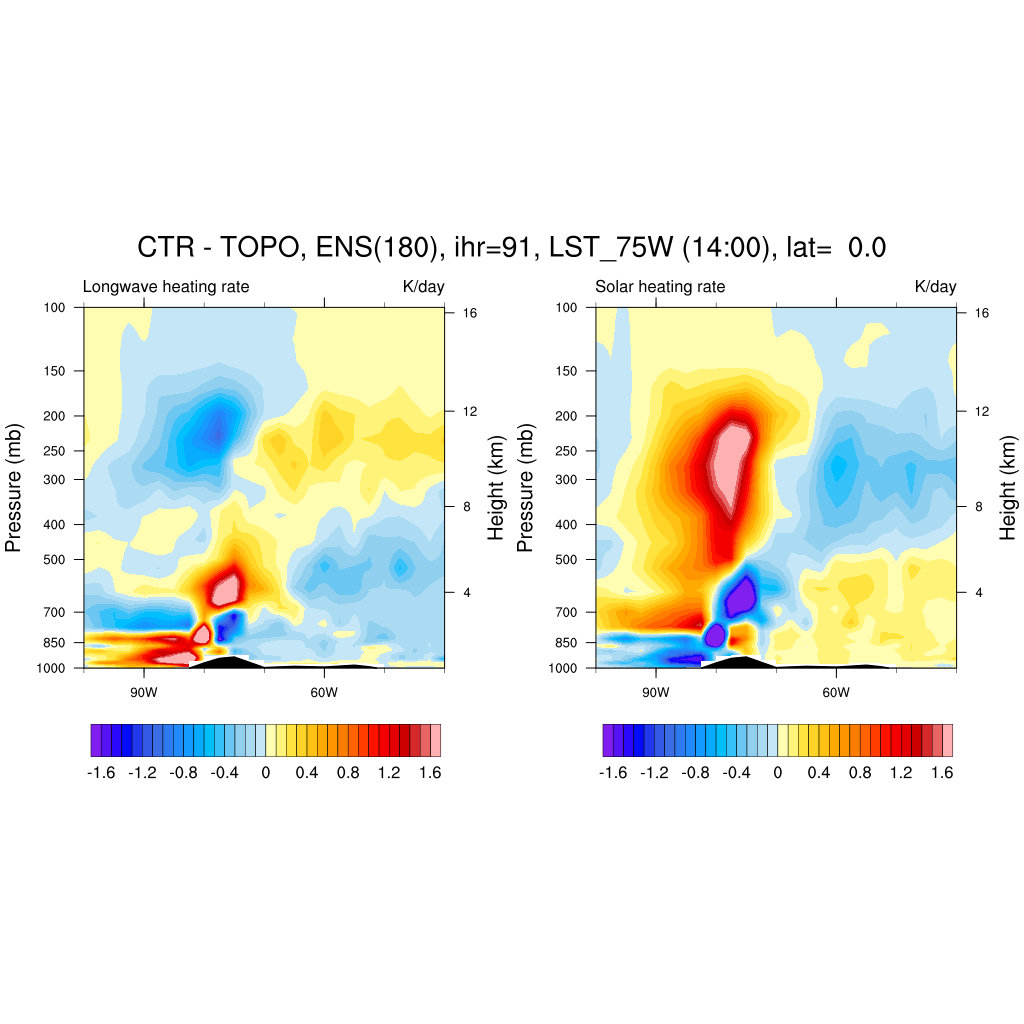 CTR - TOPO, ENS(180), ihr=91, LST_75W (14:00), lat=  0.0
Longwave heating rate K/day
Solar heating rate K/day
100
150
200
250
300
400
500
700
850
1000
Pressure (mb)
16
12
8
4
Height (km)
90W 60W
100
150
200
250
300
400
500
700
850
1000
Pressure (mb)
16
12
8
4
Height (km)
90W 60W
-1.6 -1.2 -0.8 -0.4 0 0.4 0.8 1.2 1.6
-1.6 -1.2 -0.8 -0.4 0 0.4 0.8 1.2 1.6